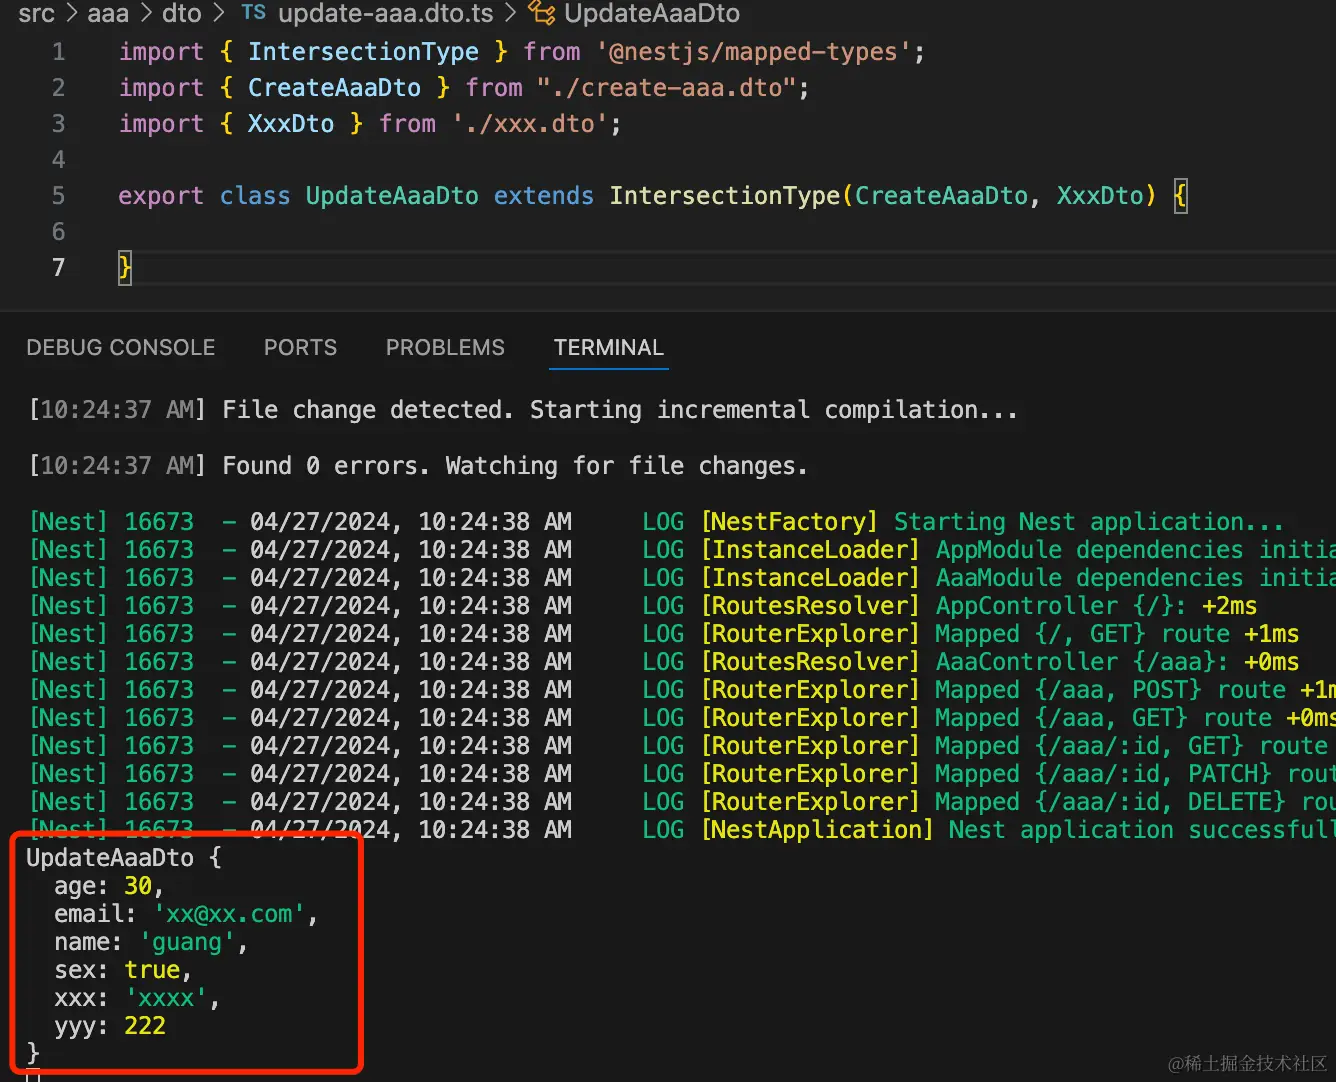 src > aaa > dto > TS update-aaa.dto.ts > UpdateAaaDto
1 import { IntersectionType } from '@nestjs/mapped-types';
2 import { CreateAaaDto } from "./create-aaa.dto";
3 import { XxxDto } from './xxx.dto';
4
5 export class UpdateAaaDto extends IntersectionType(CreateAaaDto, XxxDto) {
6
7 }
DEBUG CONSOLE PORTS PROBLEMS TERMINAL
[10:24:37 AM] File change detected. Starting incremental compilation...
[10:24:37 AM] Found 0 errors. Watching for file changes.
[Nest] 16673  - 04/27/2024, 10:24:38 AM     LOG [NestFactory] Starting Nest application...
[Nest] 16673  - 04/27/2024, 10:24:38 AM     LOG [InstanceLoader] AppModule dependencies initia
[Nest] 16673  - 04/27/2024, 10:24:38 AM     LOG [InstanceLoader] AaaModule dependencies initia
[Nest] 16673  - 04/27/2024, 10:24:38 AM     LOG [RoutesResolver] AppController {/}: +2ms
[Nest] 16673  - 04/27/2024, 10:24:38 AM     LOG [RouterExplorer] Mapped {/, GET} route +1ms
[Nest] 16673  - 04/27/2024, 10:24:38 AM     LOG [RoutesResolver] AaaController {/aaa}: +0ms
[Nest] 16673  - 04/27/2024, 10:24:38 AM     LOG [RouterExplorer] Mapped {/aaa, POST} route +1m
[Nest] 16673  - 04/27/2024, 10:24:38 AM     LOG [RouterExplorer] Mapped {/aaa, GET} route +0ms
[Nest] 16673  - 04/27/2024, 10:24:38 AM     LOG [RouterExplorer] Mapped {/aaa/:id, GET} route
[Nest] 16673  - 04/27/2024, 10:24:38 AM     LOG [RouterExplorer] Mapped {/aaa/:id, PATCH} rout
[Nest] 16673  - 04/27/2024, 10:24:38 AM     LOG [RouterExplorer] Mapped {/aaa/:id, DELETE} rou
[Nest] 16673  - 04/27/2024, 10:24:38 AM     LOG [NestApplication] Nest application successfull
UpdateAaaDto {
  age: 30,
  email: 'xx@xx.com',
  name: 'guang',
  sex: true,
  xxx: 'xxxx',
  yyy: 222
}
@稀土掘金技术社区